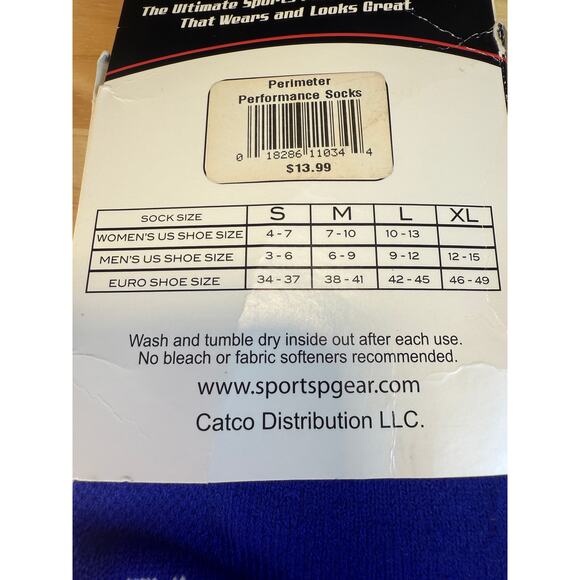 The Ultimate Sports
That Wears and Looks Great.
Perimeter
Performance Socks
0 18286 11034 4
$13.99
SOCK SIZE S M L XL
WOMEN'S US SHOE SIZE 4 - 7 7 - 10 10 - 13
MEN'S US SHOE SIZE 3 - 6 6 - 9 9 - 12 12 - 15
EURO SHOE SIZE 34 - 37 38 - 41 42 - 45 46 - 49
Wash and tumble dry inside out after each use.
No bleach or fabric softeners recommended.
www.sportspgear.com
Catco Distribution LLC.